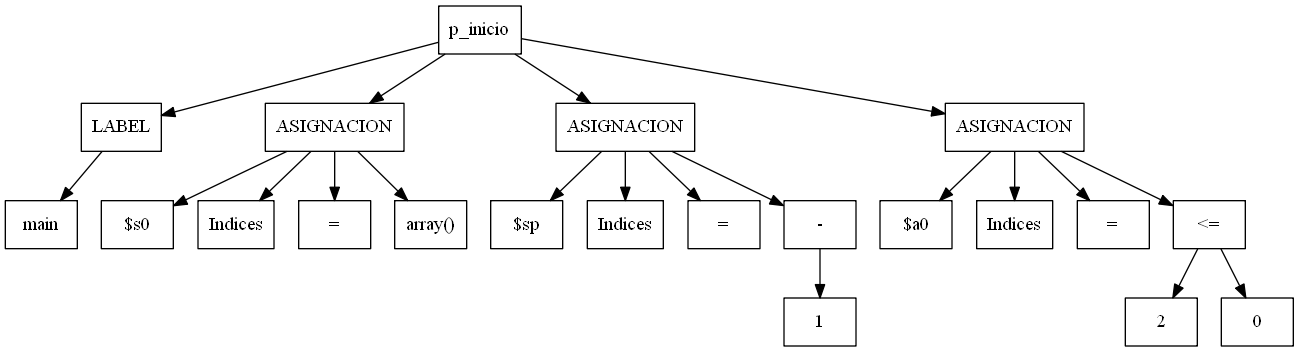 p_inicio
LABEL
ASIGNACION
ASIGNACION
ASIGNACION
main
$s0
Indices
=
array()
$sp
Indices
=
-
$a0
Indices
=
<=
1
2
0